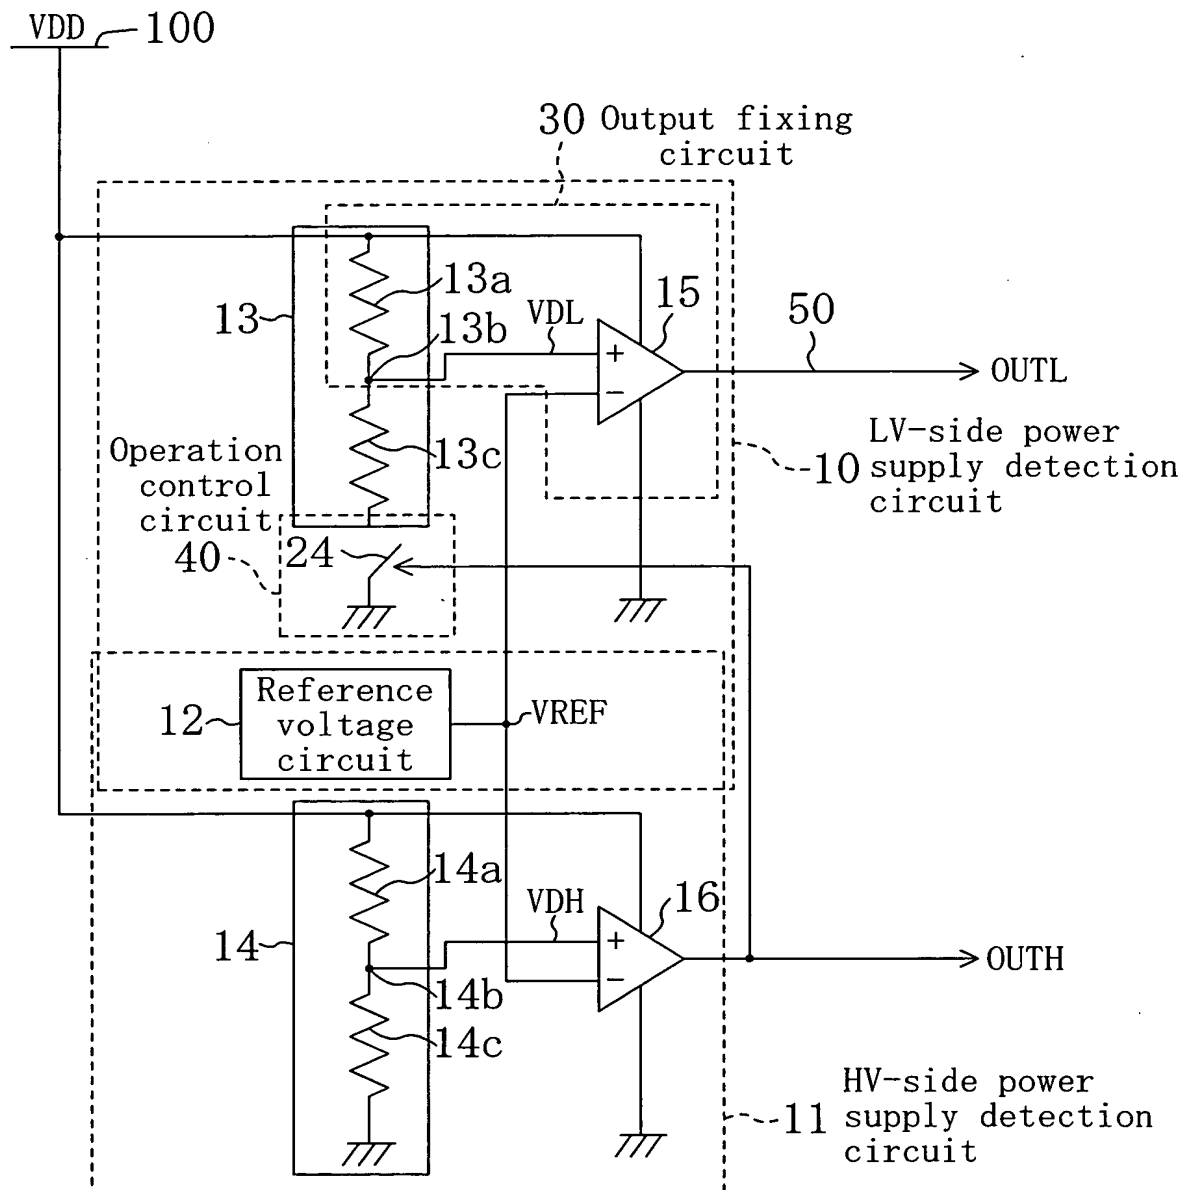 VDD 100
30 Output fixing
circuit
13
13a
13b
VDL
+
−
15
50
OUTL
13c
Operation
control
circuit
40
24
10 LV-side power
supply detection
circuit
12
Reference
voltage
circuit
VREF
14
14a
14b
14c
VDH
+
−
16
OUTH
11 HV-side power
supply detection
circuit